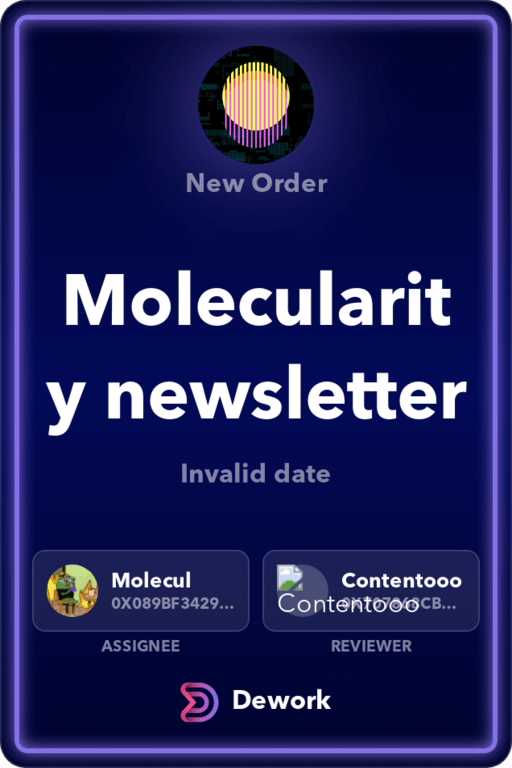 New Order
Molecularit
y newsletter
Invalid date
Molecul
0X089BF3429...
Contentooo
Contentooo
ASSIGNEE
REVIEWER
Dework